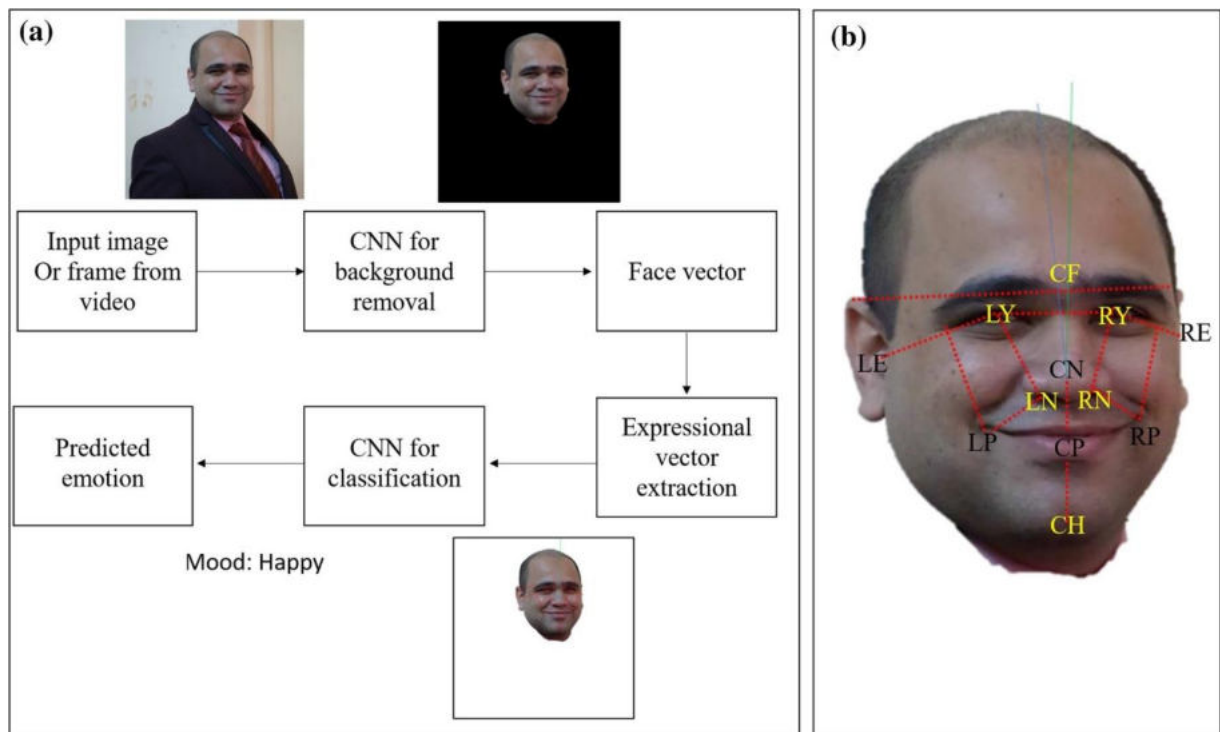 (a)
Input image
Or frame from
video
CNN for
background
removal
Face vector
Predicted
emotion
CNN for
classification
Expressional
vector
extraction
Mood: Happy
(b)
CF
LY
RY
RE
LE
CN
LN
RN
LP
CP
RP
CH